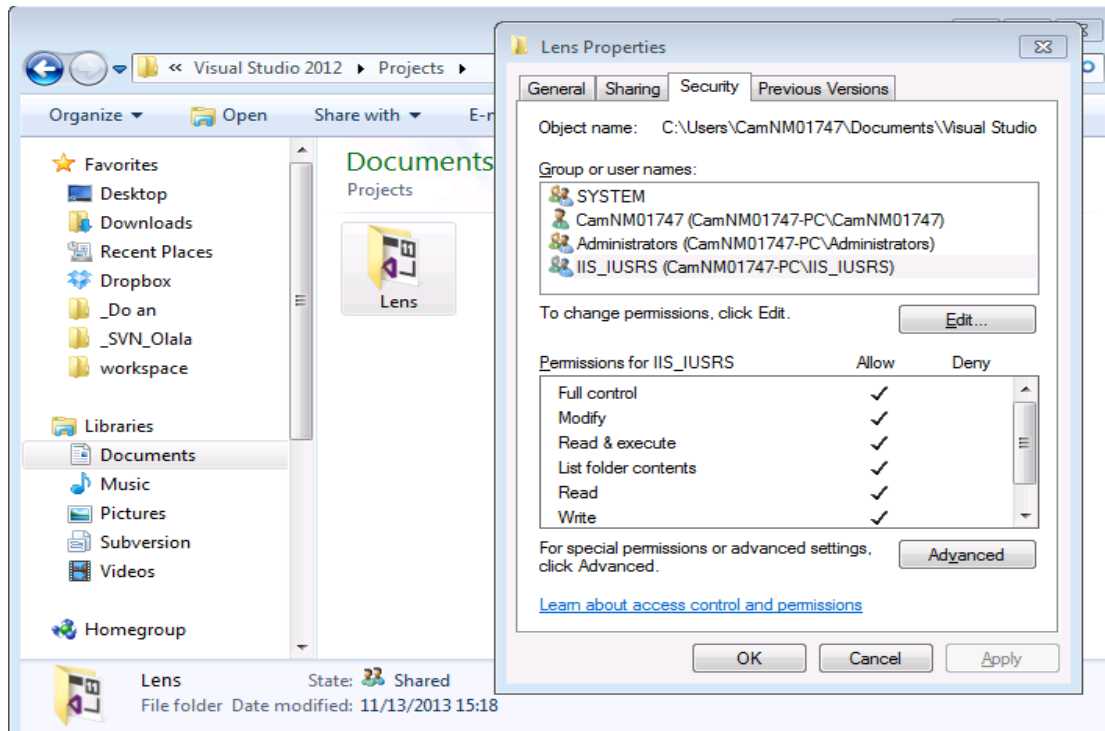 « Visual Studio 2012 ▸ Projects ▸
Organize ▾ Open Share with ▾
Favorites
Desktop
Downloads
Recent Places
Dropbox
_Do an
_SVN_Olala
workspace
Libraries
Documents
Music
Pictures
Subversion
Videos
Homegroup
Documents
Projects
Lens
Lens State: Shared
File folder Date modified: 11/13/2013 15:18
Lens Properties
General Sharing Security Previous Versions
Object name: C:\Users\CamNM01747\Documents\Visual Studio
Group or user names:
SYSTEM
CamNM01747 (CamNM01747-PC\CamNM01747)
Administrators (CamNM01747-PC\Administrators)
IIS_IUSRS (CamNM01747-PC\IIS_IUSRS)
To change permissions, click Edit.
Edit...
Permissions for IIS_IUSRS Allow Deny
Full control ✓
Modify ✓
Read & execute ✓
List folder contents ✓
Read ✓
Write ✓
For special permissions or advanced settings,
click Advanced.
Advanced
Learn about access control and permissions
OK Cancel Apply